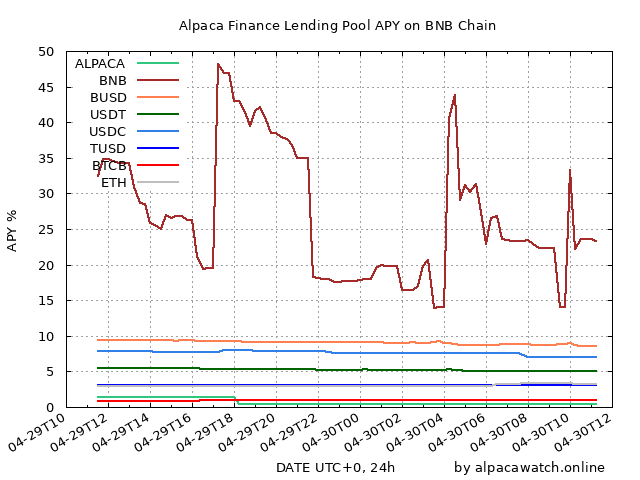 Alpaca Finance Lending Pool APY on BNB Chain
50
45
40
35
30
25
20
15
10
5
0
APY %
ALPACA
BNB
BUSD
USDT
USDC
TUSD
BTCB
ETH
04-29T10
04-29T12
04-29T14
04-29T16
04-29T18
04-29T20
04-29T22
04-30T00
04-30T02
04-30T04
04-30T06
04-30T08
04-30T10
04-30T12
DATE UTC+0, 24h
by alpacawatch.online